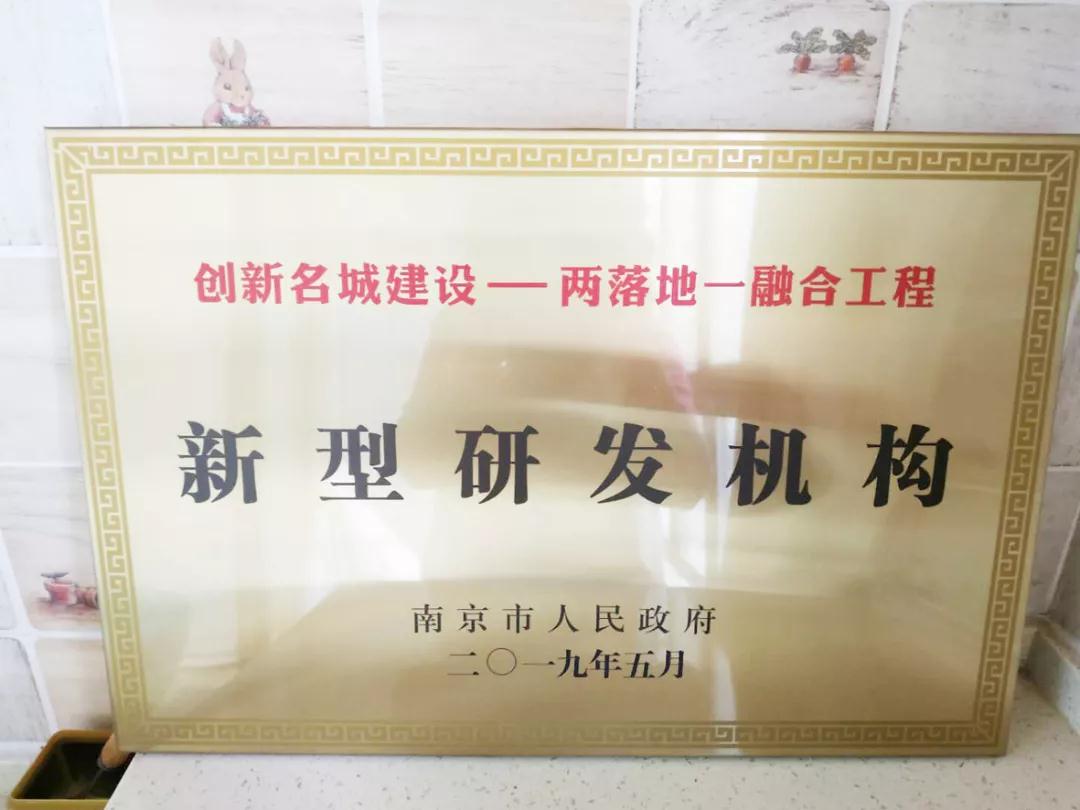 创新名城建设——两落地一融合工程
新型研发机构
南京市人民政府
二〇一九年五月